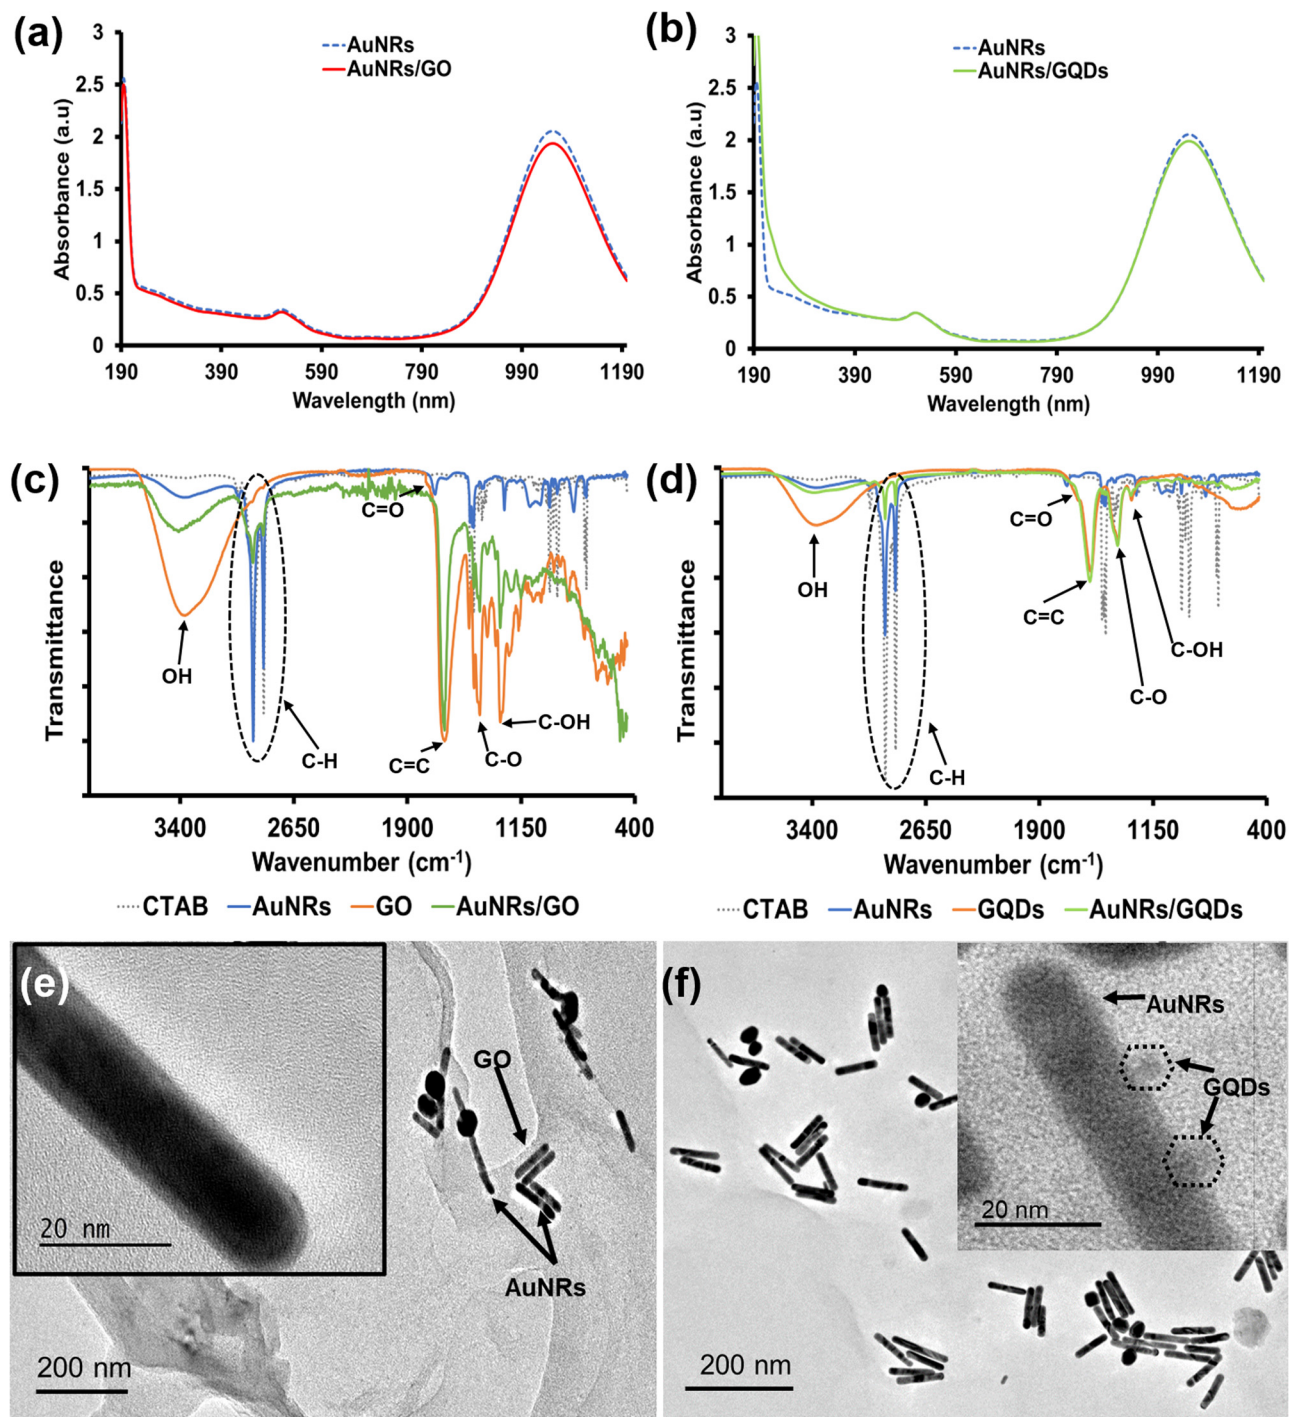 (a)
AuNRs
AuNRs/GO
3
2.5
2
1.5
1
0.5
0
Absorbance (a.u)
190 390 590 790 990 1190
Wavelength (nm)
(b)
AuNRs
AuNRs/GQDs
3
2.5
2
1.5
1
0.5
0
Absorbance (a.u)
190 390 590 790 990 1190
Wavelength (nm)
(c)
Transmittance
OH
C-H
C=O
C=C
C-O
C-OH
3400 2650 1900 1150 400
Wavenumber (cm-1)
CTAB AuNRs GO AuNRs/GO
(d)
Transmittance
OH
C-H
C=O
C=C
C-OH
C-O
3400 2650 1900 1150 400
Wavenumber (cm-1)
CTAB AuNRs GQDs AuNRs/GQDs
(e)
20 nm
GO
AuNRs
200 nm
(f)
AuNRs
GQDs
20 nm
200 nm